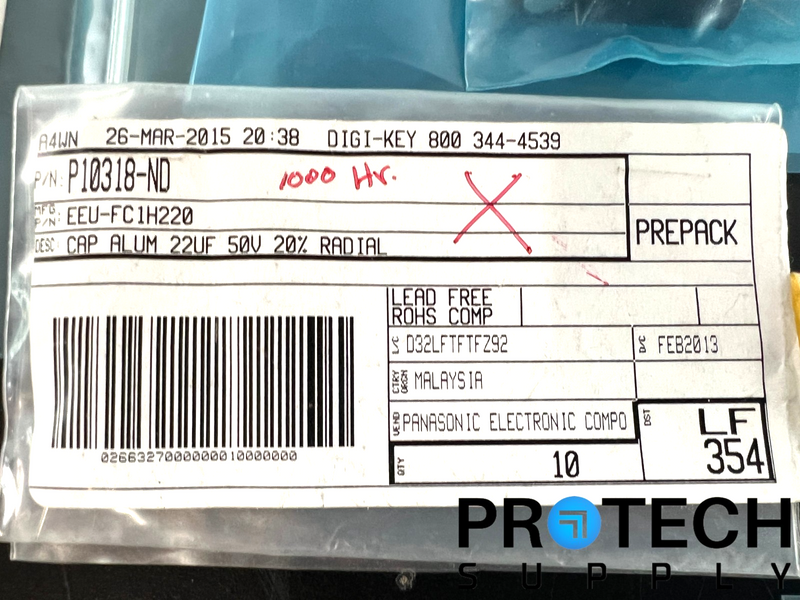 A4WN 26-MAR-2015 20:38 DIGI-KEY 800 344-4539
P/N: P10318-ND 1000 Hr.
MFG P/N: EEU-FC1H220
DESC: CAP ALUM 22UF 50V 20% RADIAL
PREPACK
LEAD FREE
ROHS COMP
L/C D32LFTFTFZ92 D/C FEB2013
CTRY ORGN MALAYSIA
VEND PANASONIC ELECTRONIC COMPO
DST LF
354
QTY 10
0266327000000010000000
PROTECH
SUPPLY